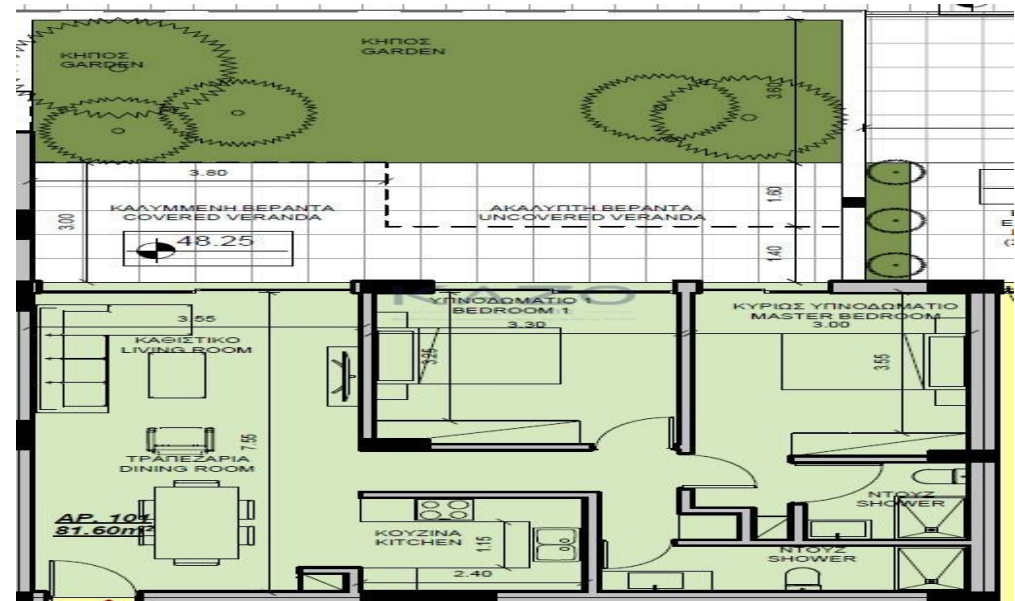 ΚΗΠΟΣ
GARDEN
ΚΗΠΟΣ
GARDEN
3.60
3.80
3.00
ΚΑΛΥΜΜΕΝΗ ΒΕΡΑΝΤΑ
COVERED VERANDA
48.25
ΑΚΑΛΥΠΤΗ ΒΕΡΑΝΤΑ
UNCOVERED VERANDA
1.60
1.40
3.55
ΚΑΘΙΣΤΙΚΟ
LIVING ROOM
ΥΠΝΟΔΩΜΑΤΙΟ 1
BEDROOM 1
3.30
3.25
ΚΥΡΙΩΣ ΥΠΝΟΔΩΜΑΤΙΟ
MASTER BEDROOM
3.00
3.55
7.55
ΤΡΑΠΕΖΑΡΙΑ
DINING ROOM
AP. 101
81.60m²
ΚΟΥΖΙΝΑ
KITCHEN
1.15
2.40
ΝΤΟΥΖ
SHOWER
ΝΤΟΥΖ
SHOWER